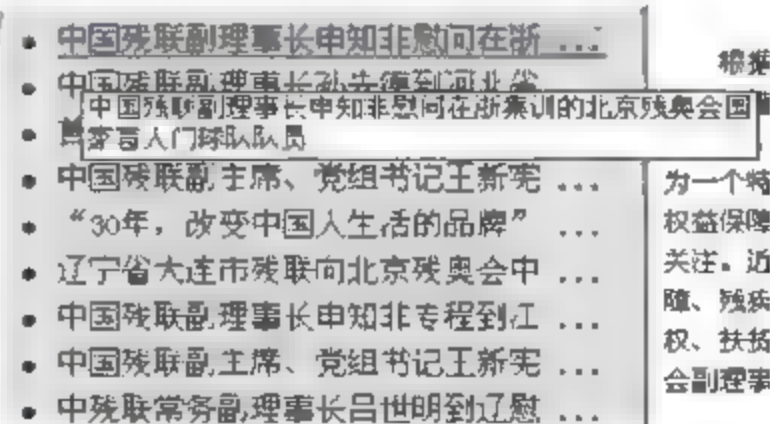 中国残联副理事长申知非慰问在浙 ...
中国残联副理事长孙先德到河北省
中国残联副理事长申知非慰问在浙集训的北京残奥会国
家盲人门球队队员
中国残联副主席、党组书记王新宪 ...
“30年，改变中国人生活的品牌” ...
辽宁省大连市残联向北京残奥会中 ...
中国残联副理事长申知非专程到江 ...
中国残联副主席、党组书记王新宪 ...
中残联常务副理事长吕世明到辽慰 ...
根据
为一个特
权益保障
关注。近
障、残疾
权、扶贫
会副理事